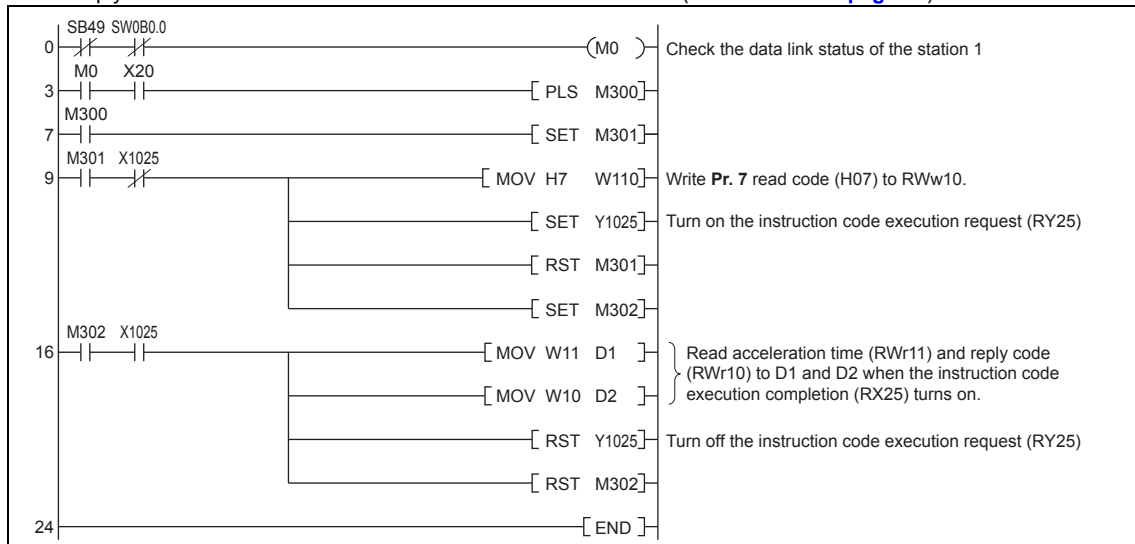 SB49 SW0B0.0
0 (M0 ) Check the data link status of the station 1
M0 X20
3 [ PLS M300]
M300
7 [ SET M301]
M301 X1025
9 [ MOV H7 W110] Write Pr. 7 read code (H07) to RWw10.
[ SET Y1025] Turn on the instruction code execution request (RY25)
[ RST M301]
[ SET M302]
M302 X1025
16 [ MOV W11 D1 ] Read acceleration time (RWr11) and reply code
(RWr10) to D1 and D2 when the instruction code
[ MOV W10 D2 ] execution completion (RX25) turns on.
[ RST Y1025] Turn off the instruction code execution request (RY25)
[ RST M302]
24 [ END ]